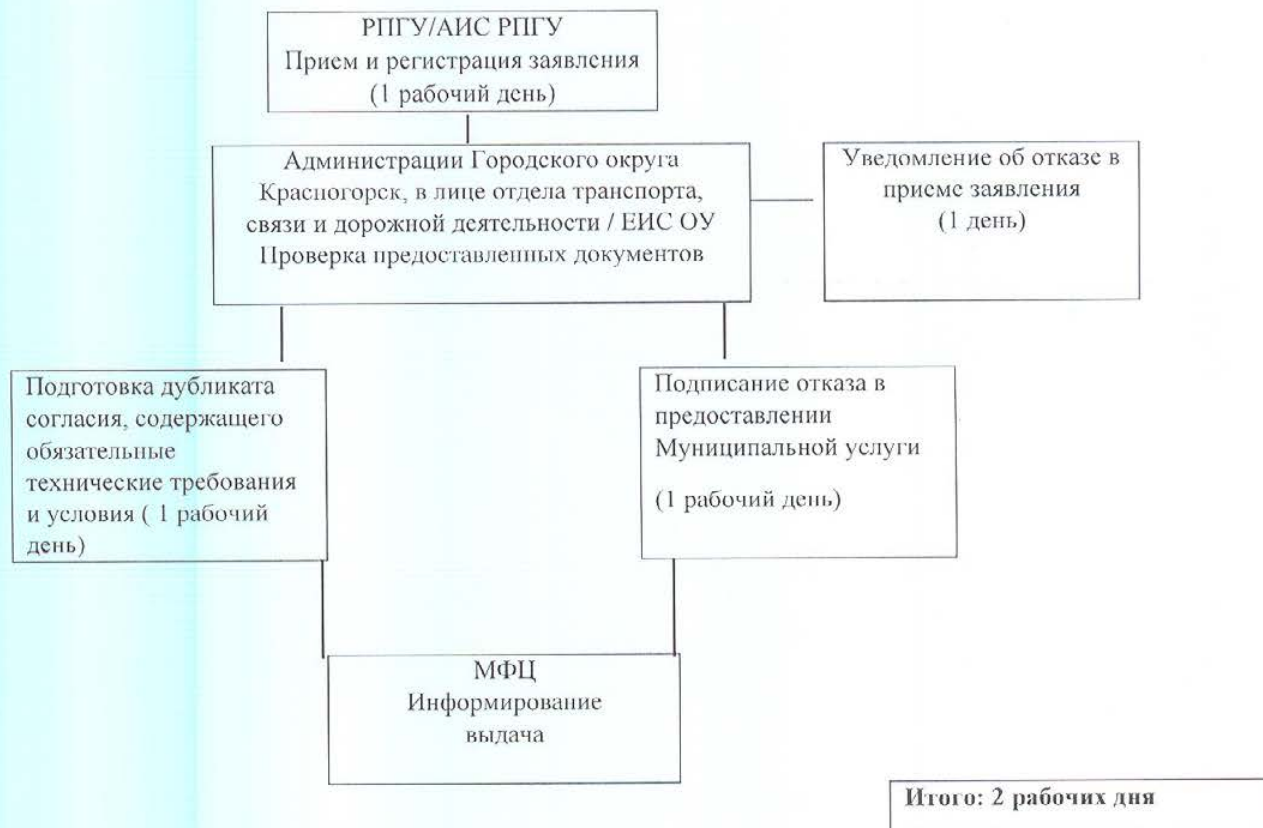 РПГУ/АИС РПГУ
Прием и регистрация заявления
(1 рабочий день)
Администрации Городского округа
Красногорск, в лице отдела транспорта,
связи и дорожной деятельности / ЕИС ОУ
Проверка предоставленных документов
Уведомление об отказе в
приеме заявления
(1 день)
Подготовка дубликата
согласия, содержащего
обязательные
технические требования
и условия ( 1 рабочий
день)
Подписание отказа в
предоставлении
Муниципальной услуги
(1 рабочий день)
МФЦ
Информирование
выдача
Итого: 2 рабочих дня